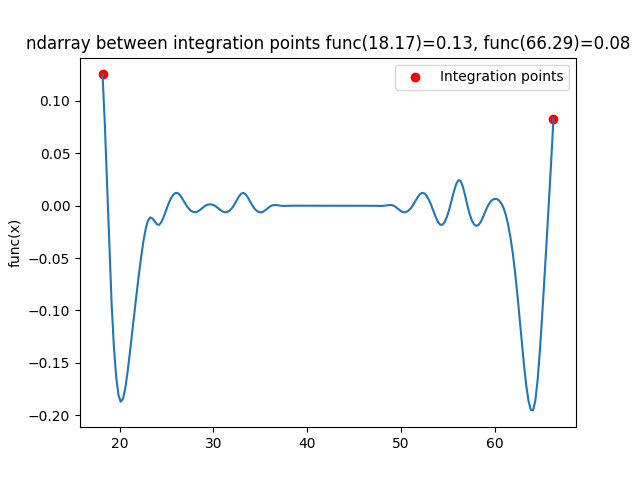 ndarray between integration points func(18.17)=0.13, func(66.29)=0.08
Integration points
0.10
0.05
0.00
−0.05
−0.10
−0.15
−0.20
func(x)
20 30 40 50 60